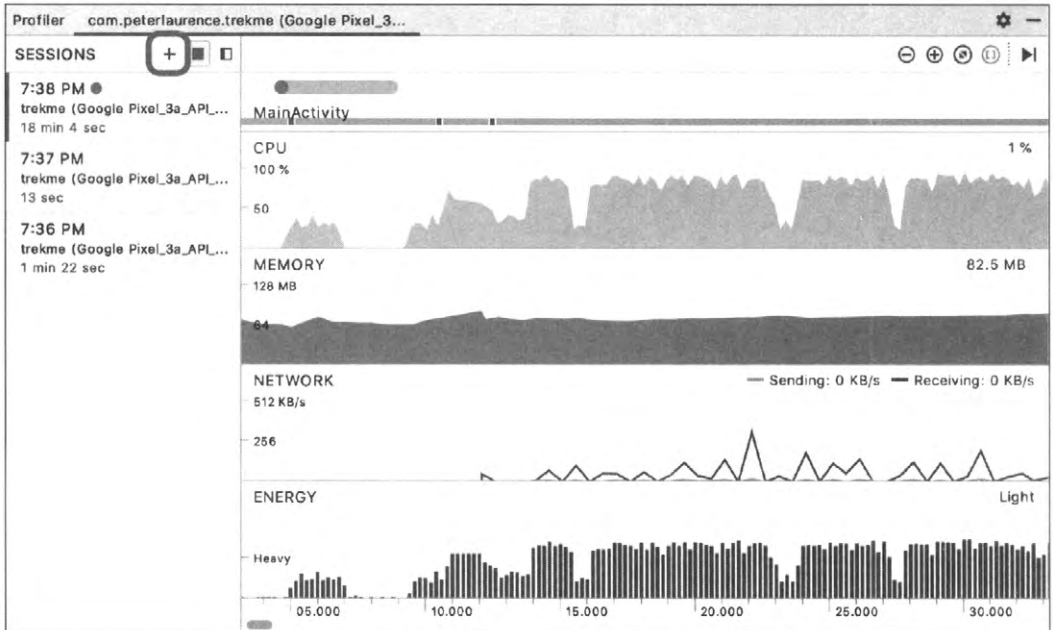 Profiler com.peterlaurence.trekme (Google Pixel_3...
SESSIONS
7:38 PM
trekme (Google Pixel_3a_API_...
18 min 4 sec
7:37 PM
trekme (Google Pixel_3a_API_...
13 sec
7:36 PM
trekme (Google Pixel_3a_API_...
1 min 22 sec
MainActivity
CPU 1 %
100 %
50
MEMORY 82.5 MB
128 MB
64
NETWORK Sending: 0 KB/s Receiving: 0 KB/s
512 KB/s
256
ENERGY Light
Heavy
05.000 10.000 15.000 20.000 25.000 30.000